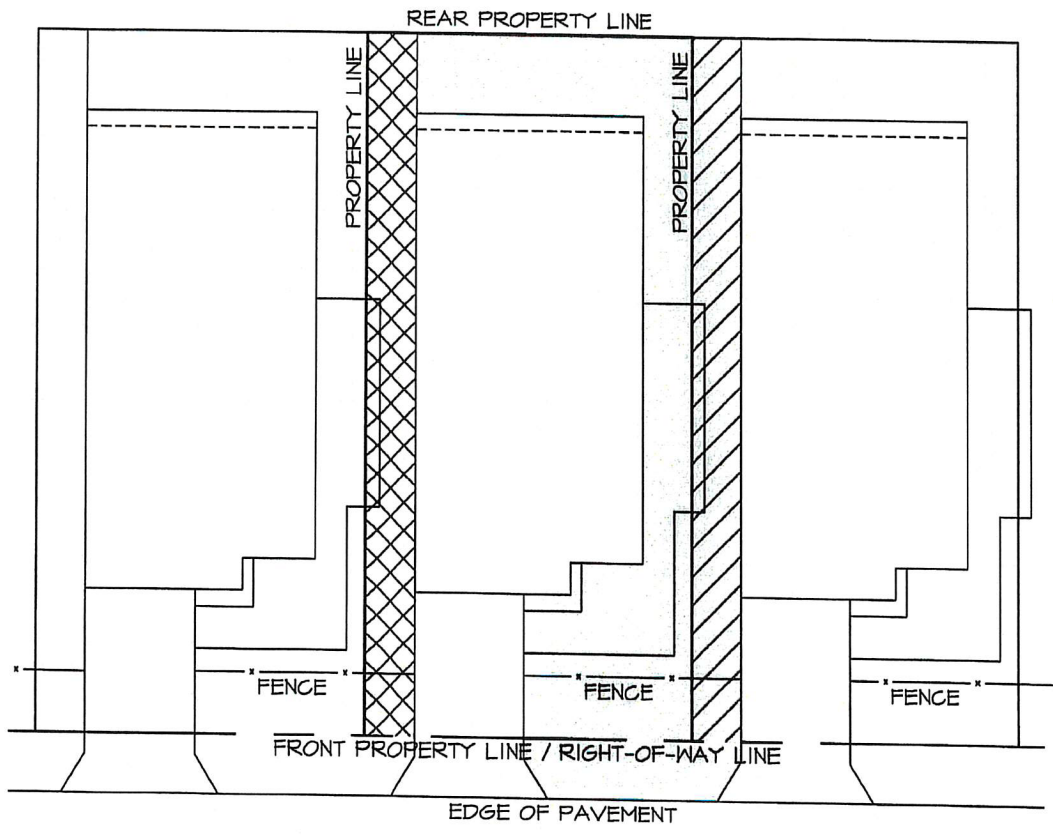 REAR PROPERTY LINE
PROPERTY LINE
PROPERTY LINE
FENCE
FENCE
FENCE
FRONT PROPERTY LINE / RIGHT-OF-WAY LINE
EDGE OF PAVEMENT